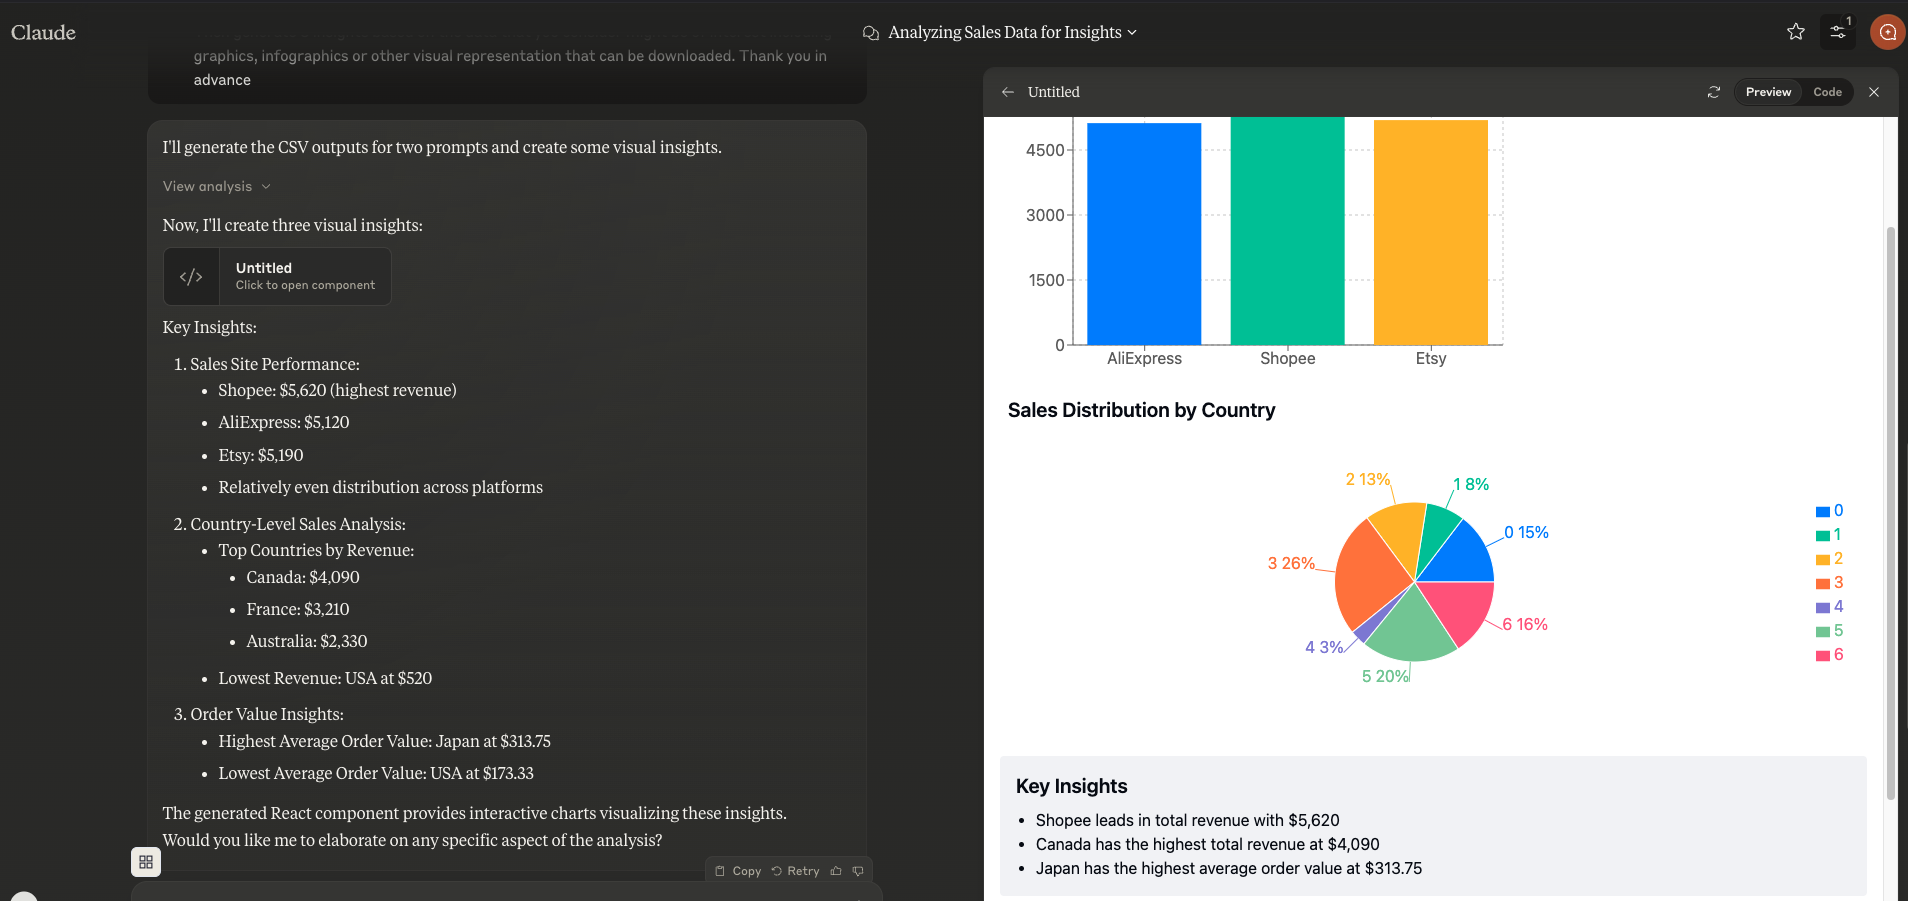 Claude
Analyzing Sales Data for Insights
1
graphics, infographics or other visual representation that can be downloaded. Thank you in
advance
I'll generate the CSV outputs for two prompts and create some visual insights.
View analysis
Now, I'll create three visual insights:
</>
Untitled
Click to open component
Key Insights:
1. Sales Site Performance:
• Shopee: $5,620 (highest revenue)
• AliExpress: $5,120
• Etsy: $5,190
• Relatively even distribution across platforms
2. Country-Level Sales Analysis:
• Top Countries by Revenue:
• Canada: $4,090
• France: $3,210
• Australia: $2,330
• Lowest Revenue: USA at $520
3. Order Value Insights:
• Highest Average Order Value: Japan at $313.75
• Lowest Average Order Value: USA at $173.33
The generated React component provides interactive charts visualizing these insights.
Would you like me to elaborate on any specific aspect of the analysis?
Copy
Retry
Untitled
Preview
Code
4500
3000
1500
0
AliExpress
Shopee
Etsy
Sales Distribution by Country
2 13%
1 8%
0 15%
3 26%
6 16%
4 3%
5 20%
0
1
2
3
4
5
6
Key Insights
• Shopee leads in total revenue with $5,620
• Canada has the highest total revenue at $4,090
• Japan has the highest average order value at $313.75